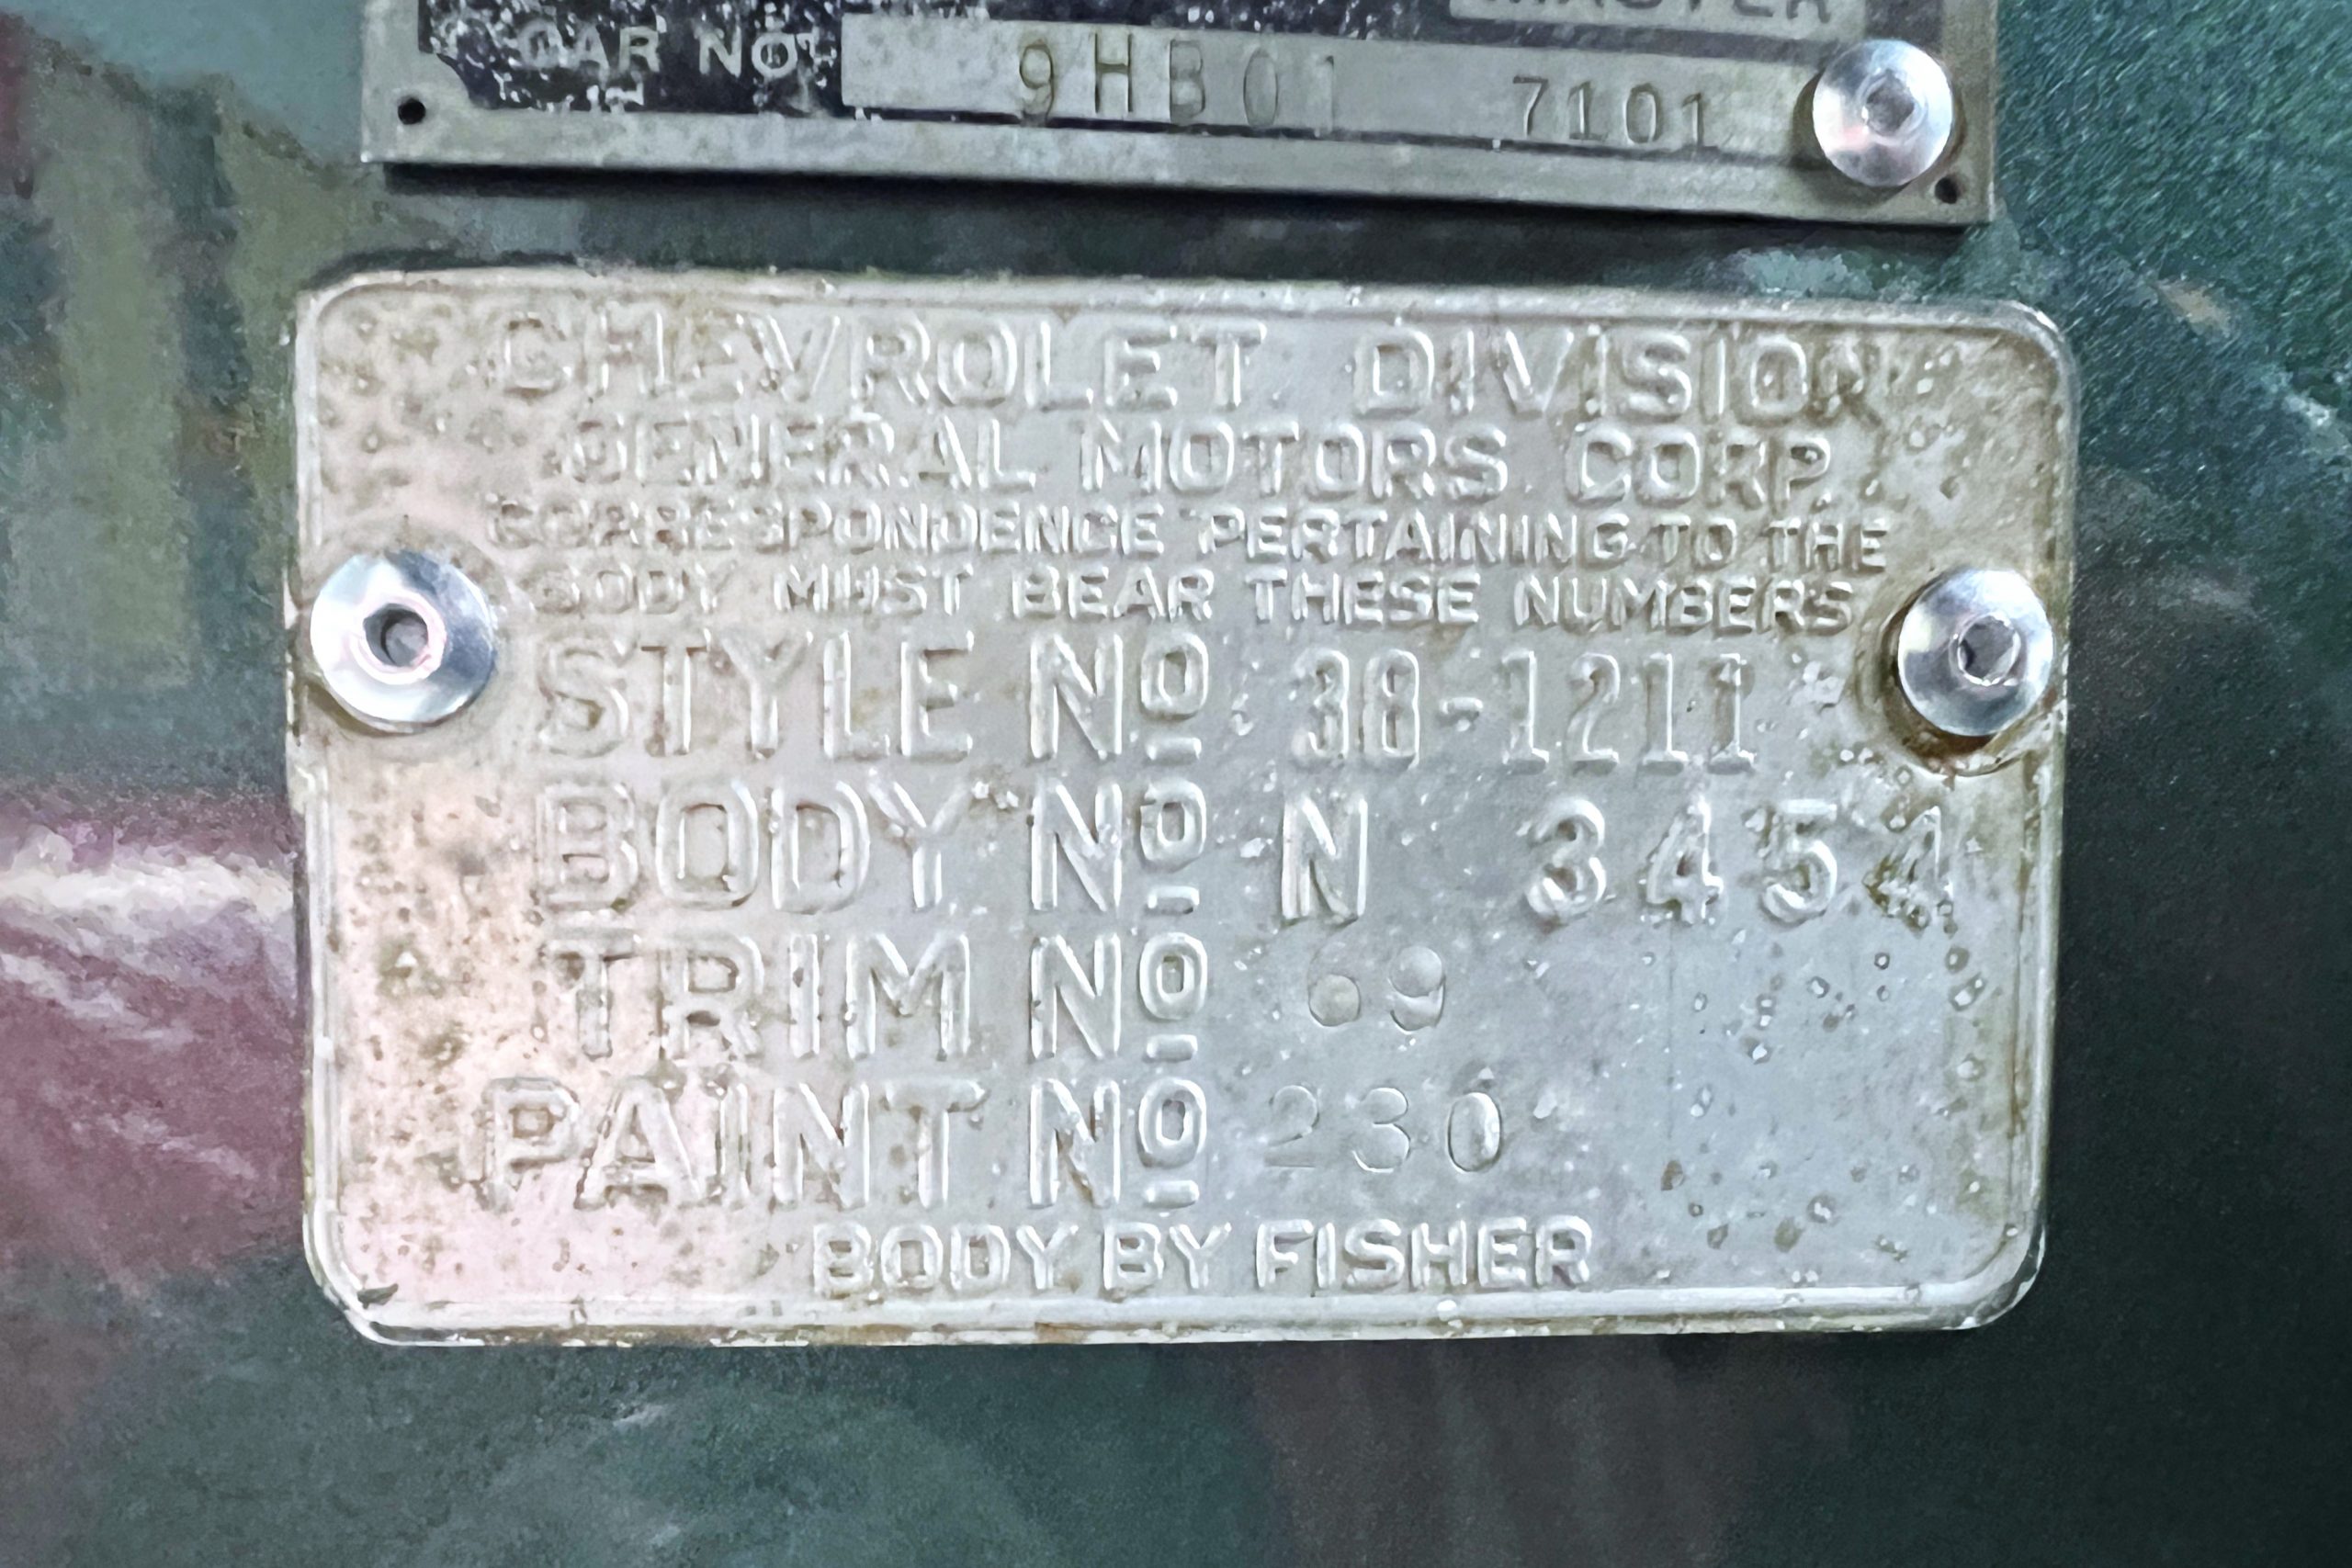 MASTER
CAR NO. 9HB01 7101
CHEVROLET DIVISION
GENERAL MOTORS CORP.
CORRESPONDENCE PERTAINING TO THE
BODY MUST BEAR THESE NUMBERS
STYLE Nº 38-1211
BODY Nº N 3454
TRIM Nº 69
PAINT Nº 230
BODY BY FISHER